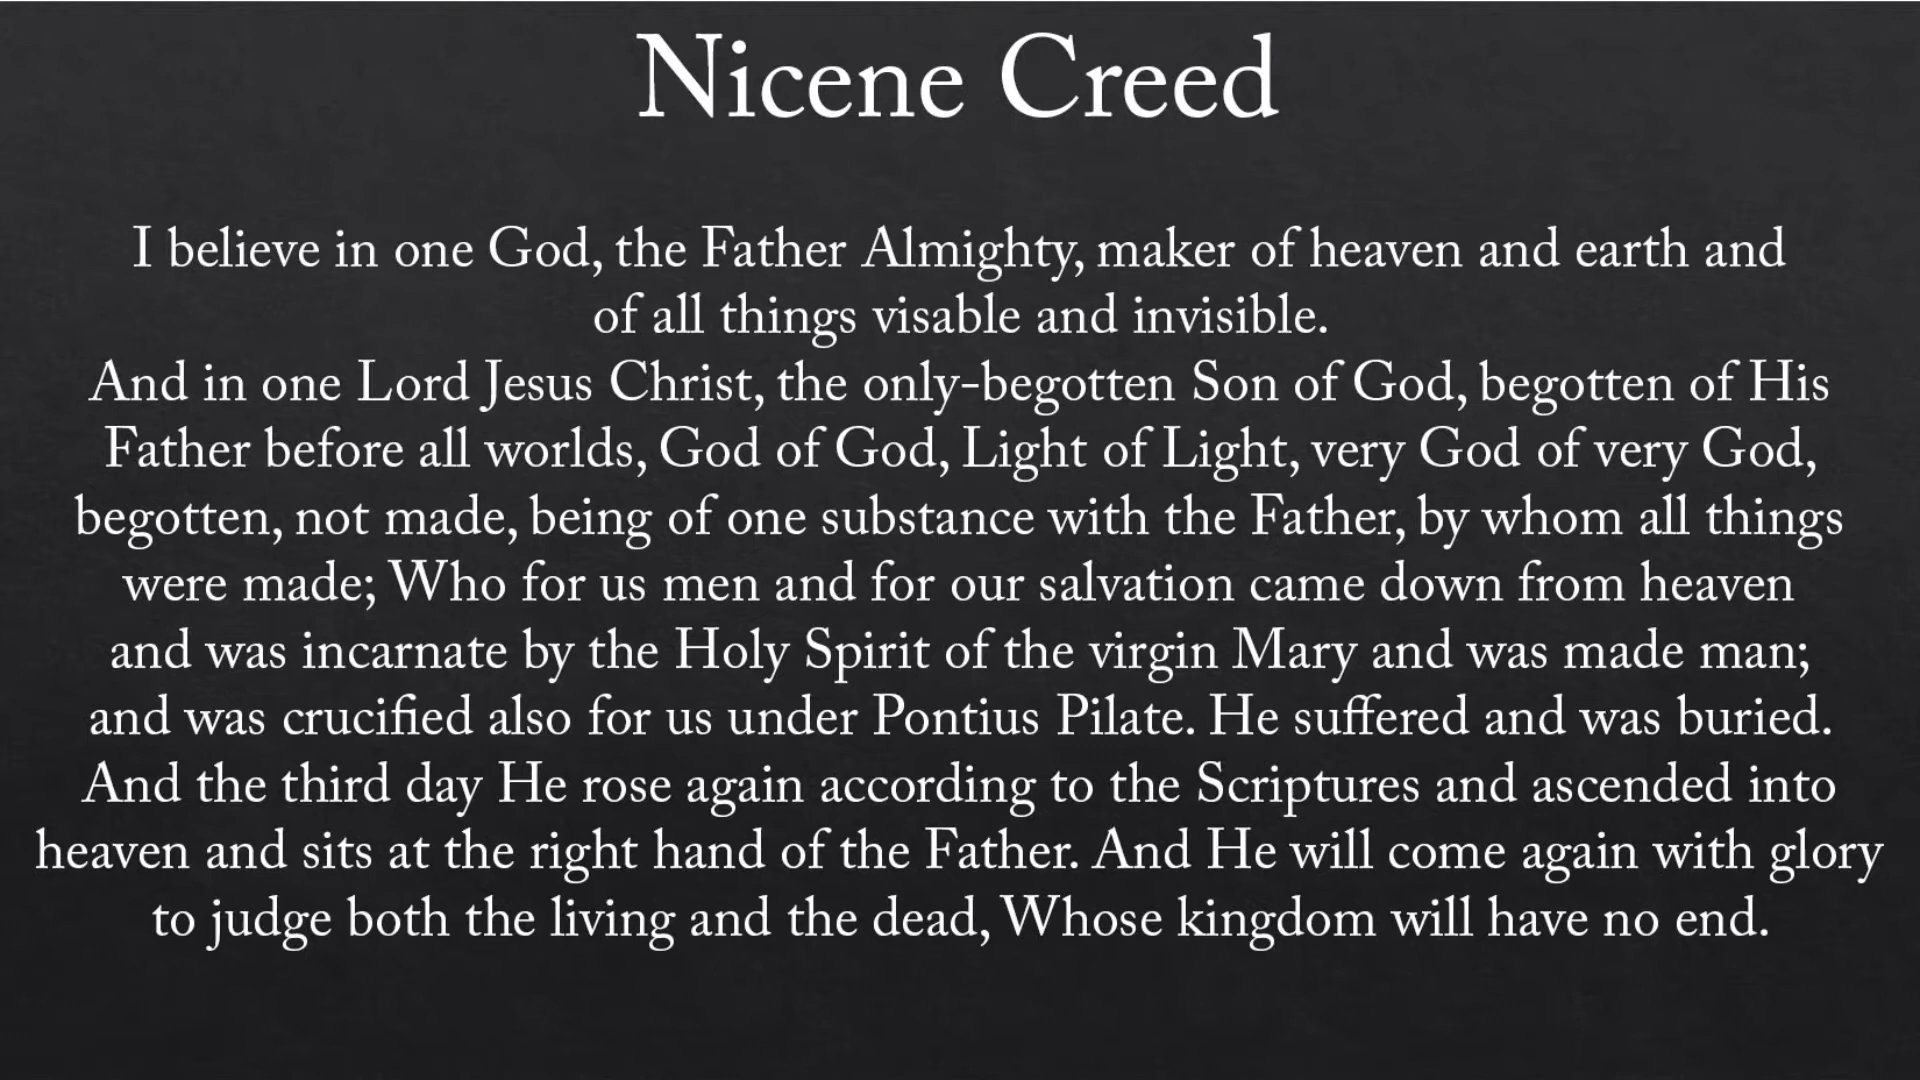 Nicene Creed
I believe in one God, the Father Almighty, maker of heaven and earth and
of all things visable and invisible.
And in one Lord Jesus Christ, the only-begotten Son of God, begotten of His
Father before all worlds, God of God, Light of Light, very God of very God,
begotten, not made, being of one substance with the Father, by whom all things
were made; Who for us men and for our salvation came down from heaven
and was incarnate by the Holy Spirit of the virgin Mary and was made man;
and was crucified also for us under Pontius Pilate. He suffered and was buried.
And the third day He rose again according to the Scriptures and ascended into
heaven and sits at the right hand of the Father. And He will come again with glory
to judge both the living and the dead, Whose kingdom will have no end.